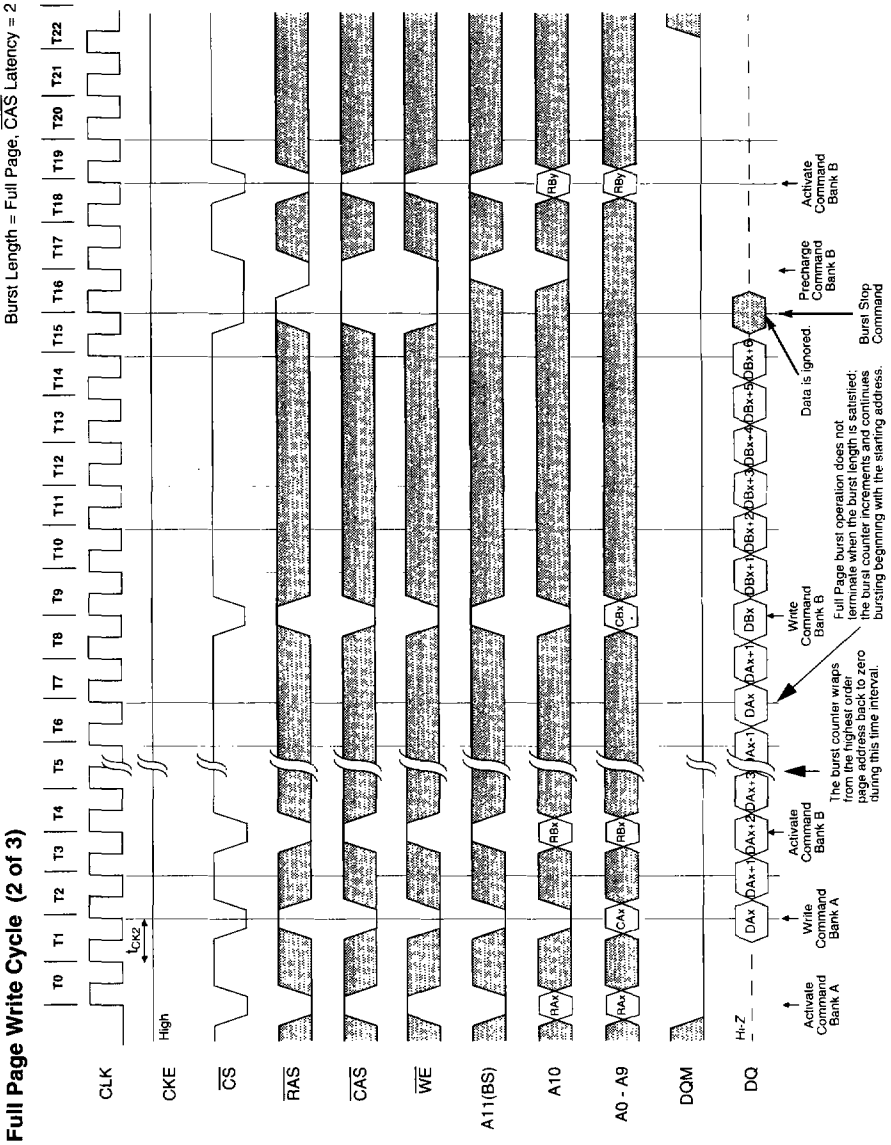 Full Page Write Cycle (2 of 3)
Burst Length = Full Page, CAS Latency = 2
T0 T1 T2 T3 T4 T5 T6 T7 T8 T9 T10 T11 T12 T13 T14 T15 T16 T17 T18 T19 T20 T21 T22
CLK
tCK2
CKE
High
CS
RAS
CAS
WE
A11(BS)
A10
RAx RBx RBy
A0 - A9
RAx CAx RBx CBx RBy
DQM
DQ
Hi-Z
DAx DAx+1 DAx+2 DAx+3 DAx-1 DAx DAx+1 DBx DBx+1 DBx+2 DBx+3 DBx+4 DBx+5 DBx+6
Activate
Command
Bank A
Write
Command
Bank A
Activate
Command
Bank B
The burst counter wraps
from the highest order
page address back to zero
during this time interval.
Write
Command
Bank B
Full Page burst operation does not
terminate when the burst length is satisfied;
the burst counter increments and continues
bursting beginning with the starting address.
Data is ignored.
Burst Stop
Command
Precharge
Command
Bank B
Activate
Command
Bank B